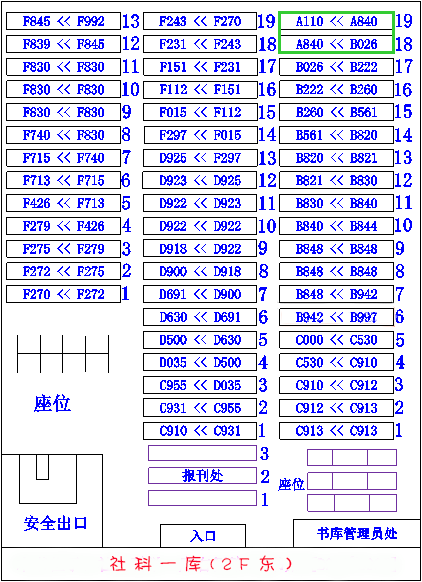 F845 << F992 13 F243 << F270 19 A110 << A840 19
F839 << F845 12 F231 << F243 18 A840 << B026 18
F830 << F830 11 F151 << F231 17 B026 << B222 17
F830 << F830 10 F112 << F151 16 B222 << B260 16
F830 << F830 9 F015 << F112 15 B260 << B561 15
F740 << F830 8 F297 << F015 14 B561 << B820 14
F715 << F740 7 D925 << F297 13 B820 << B821 13
F713 << F715 6 D923 << D925 12 B821 << B830 12
F426 << F713 5 D922 << D923 11 B830 << B840 11
F279 << F426 4 D922 << D922 10 B840 << B844 10
F275 << F279 3 D918 << D922 9 B848 << B848 9
F272 << F275 2 D900 << D918 8 B848 << B848 8
F270 << F272 1 D691 << D900 7 B848 << B942 7
D630 << D691 6 B942 << B997 6
D500 << D630 5 C000 << C530 5
D035 << D500 4 C530 << C910 4
C955 << D035 3 C910 << C912 3
座位 C931 << C955 2 C912 << C913 2
C910 << C931 1 C913 << C913 1
3
报刊处 2 座位
1
安全出口 入口 书库管理员处
社科一库(2F东)